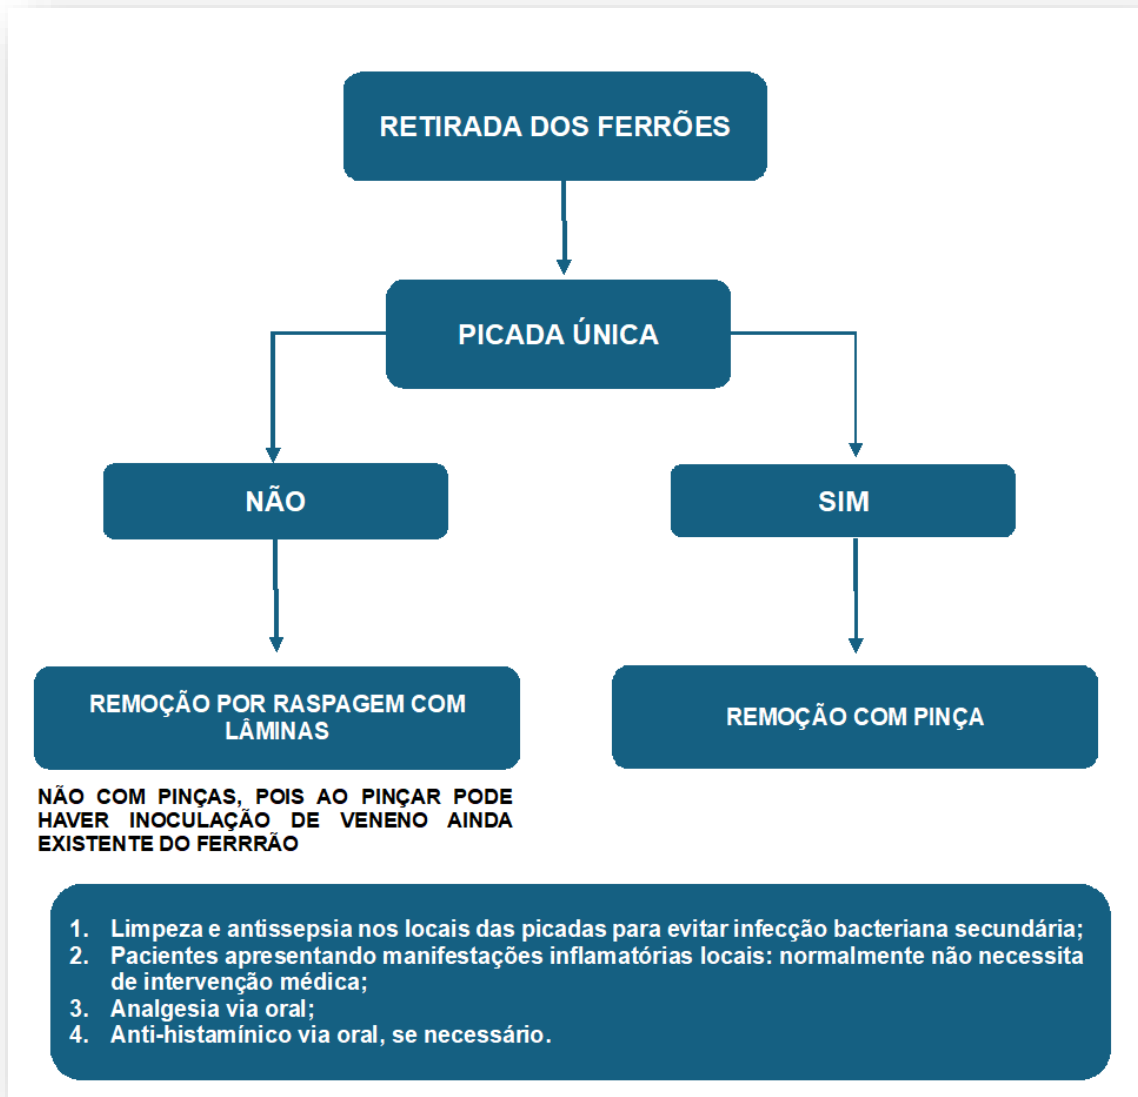 RETIRADA DOS FERRÕES
PICADA ÚNICA
NÃO
SIM
REMOÇÃO POR RASPAGEM COM
LÂMINAS
REMOÇÃO COM PINÇA
NÃO COM PINÇAS, POIS AO PINÇAR PODE
HAVER INOCULAÇÃO DE VENENO AINDA
EXISTENTE DO FERRRÃO
1. Limpeza e antissepsia nos locais das picadas para evitar infecção bacteriana secundária;
2. Pacientes apresentando manifestações inflamatórias locais: normalmente não necessita
de intervenção médica;
3. Analgesia via oral;
4. Anti-histamínico via oral, se necessário.